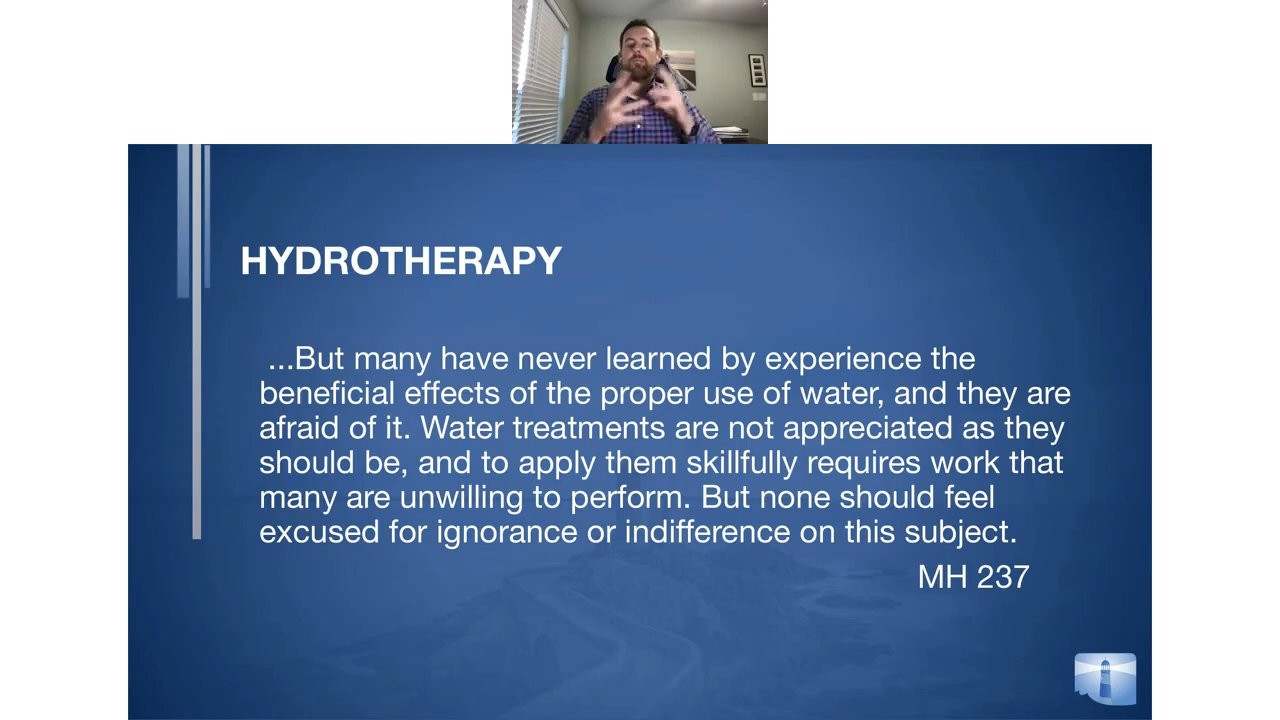 HYDROTHERAPY
...But many have never learned by experience the
beneficial effects of the proper use of water, and they are
afraid of it. Water treatments are not appreciated as they
should be, and to apply them skillfully requires work that
many are unwilling to perform. But none should feel
excused for ignorance or indifference on this subject.
MH 237